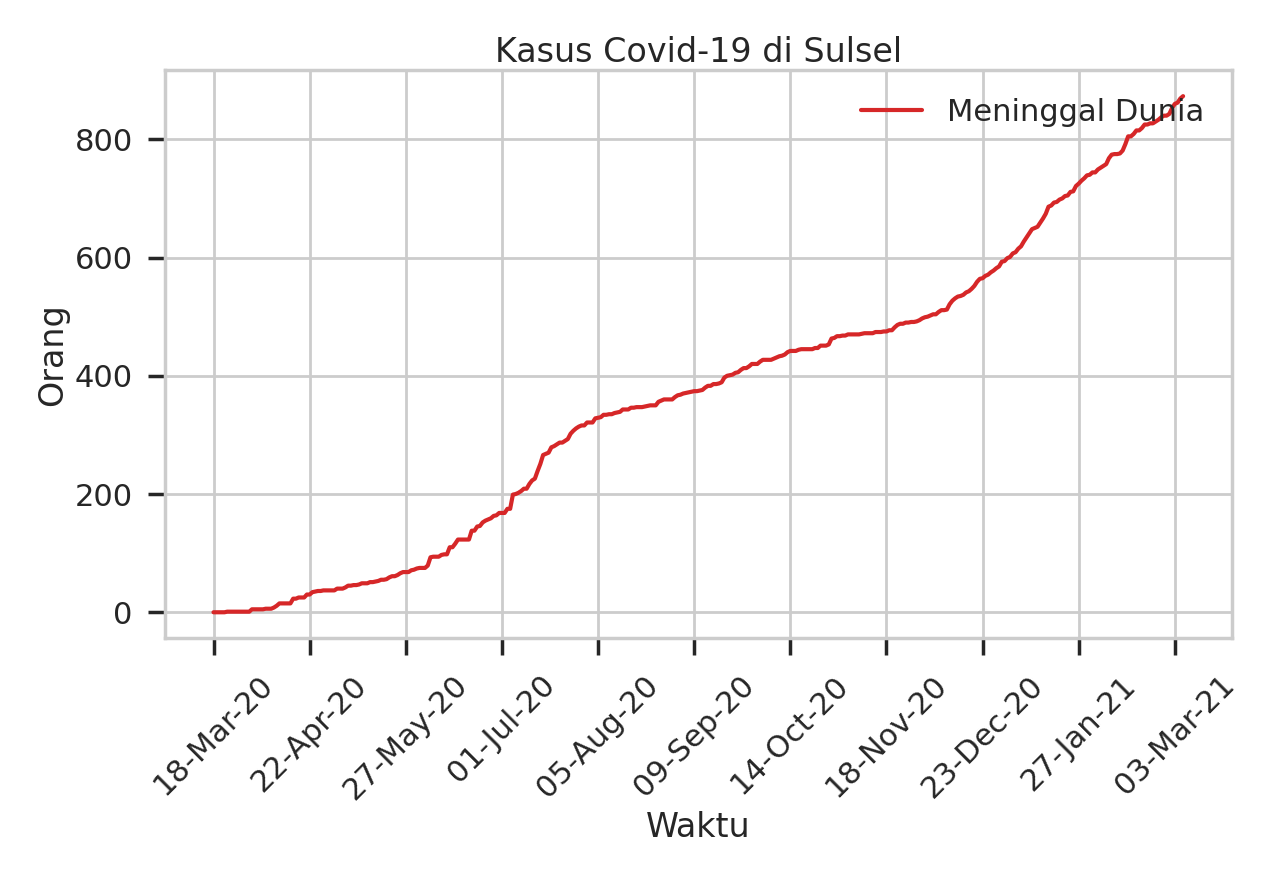 Kasus Covid-19 di Sulsel
Meninggal Dunia
800
600
400
200
0
Orang
18-Mar-20
22-Apr-20
27-May-20
01-Jul-20
05-Aug-20
09-Sep-20
14-Oct-20
18-Nov-20
23-Dec-20
27-Jan-21
03-Mar-21
Waktu